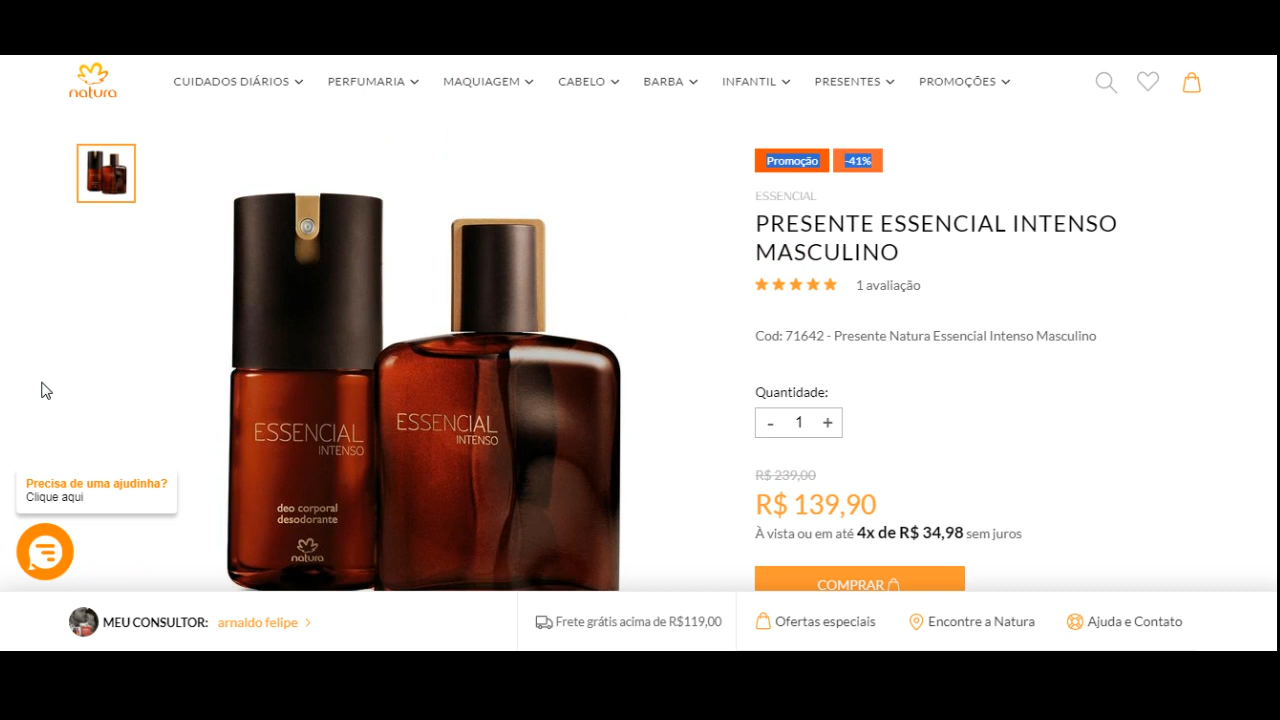 natura
CUIDADOS DIÁRIOS
PERFUMARIA
MAQUIAGEM
CABELO
BARBA
INFANTIL
PRESENTES
PROMOÇÕES
Promoção
-41%
ESSENCIAL
PRESENTE ESSENCIAL INTENSO
MASCULINO
1 avaliação
Cod: 71642 - Presente Natura Essencial Intenso Masculino
Quantidade:
- 1 +
R$ 239,00
R$ 139,90
À vista ou em até 4x de R$ 34,98 sem juros
COMPRAR
ESSENCIAL
INTENSO
deo corporal
desodorante
natura
ESSENCIAL
INTENSO
Precisa de uma ajudinha?
Clique aqui
MEU CONSULTOR: arnaldo felipe
Frete grátis acima de R$119,00
Ofertas especiais
Encontre a Natura
Ajuda e Contato